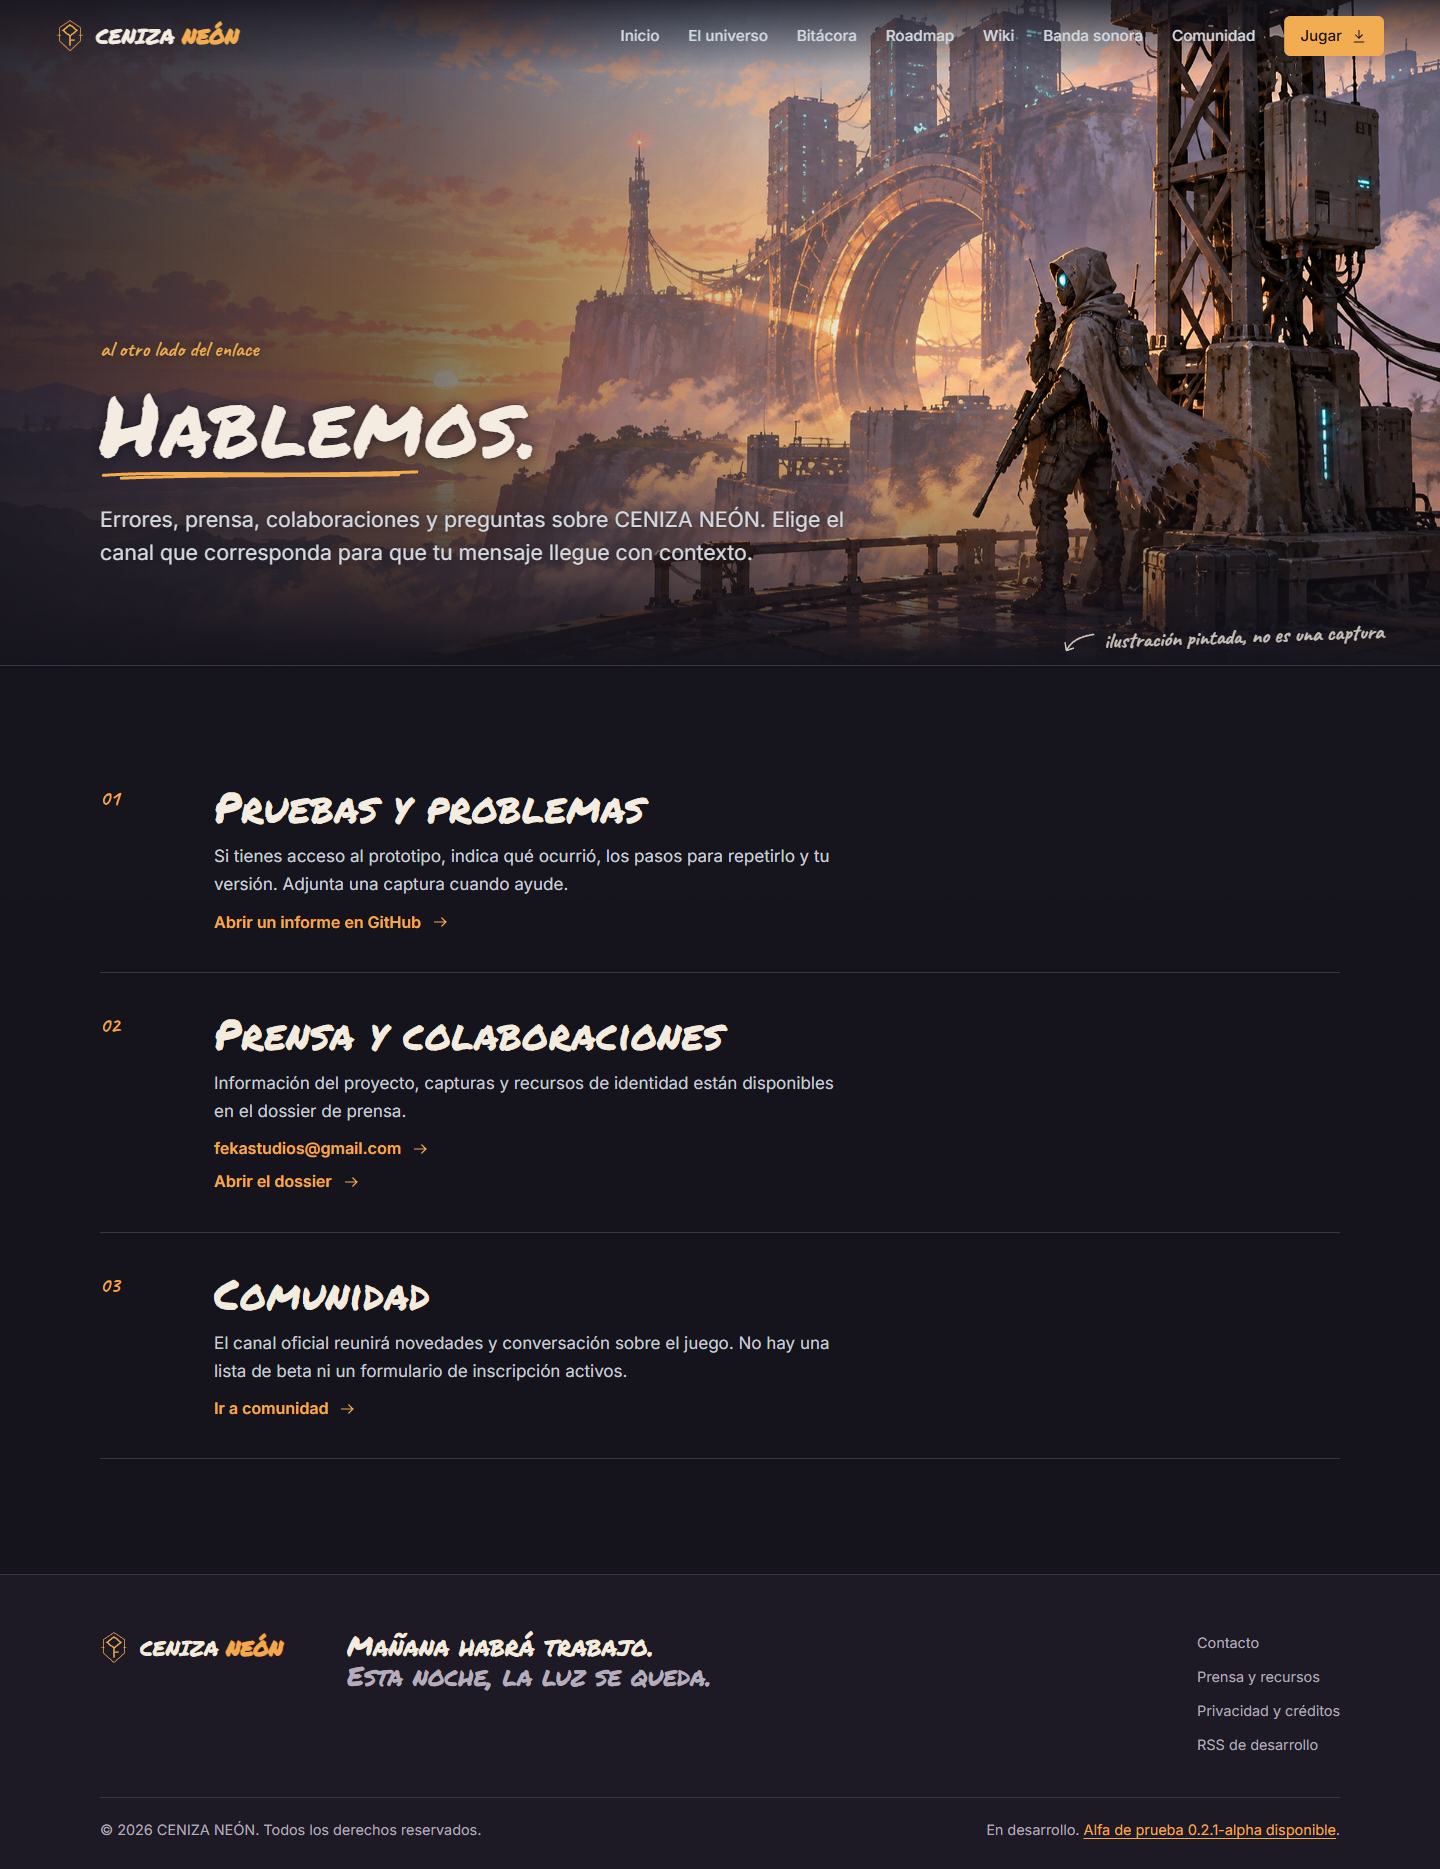 CENIZA NEÓN
Inicio El universo Bitácora Roadmap Wiki Banda sonora Comunidad Jugar
al otro lado del enlace
HABLEMOS.
Errores, prensa, colaboraciones y preguntas sobre CENIZA NEÓN. Elige el
canal que corresponda para que tu mensaje llegue con contexto.
ilustración pintada, no es una captura
01
PRUEBAS Y PROBLEMAS
Si tienes acceso al prototipo, indica qué ocurrió, los pasos para repetirlo y tu
versión. Adjunta una captura cuando ayude.
Abrir un informe en GitHub →
02
PRENSA Y COLABORACIONES
Información del proyecto, capturas y recursos de identidad están disponibles
en el dossier de prensa.
fekastudios@gmail.com →
Abrir el dossier →
03
COMUNIDAD
El canal oficial reunirá novedades y conversación sobre el juego. No hay una
lista de beta ni un formulario de inscripción activos.
Ir a comunidad →
CENIZA NEÓN
MAÑANA HABRÁ TRABAJO.
ESTA NOCHE, LA LUZ SE QUEDA.
Contacto
Prensa y recursos
Privacidad y créditos
RSS de desarrollo
© 2026 CENIZA NEÓN. Todos los derechos reservados.
En desarrollo. Alfa de prueba 0.2.1-alpha disponible.